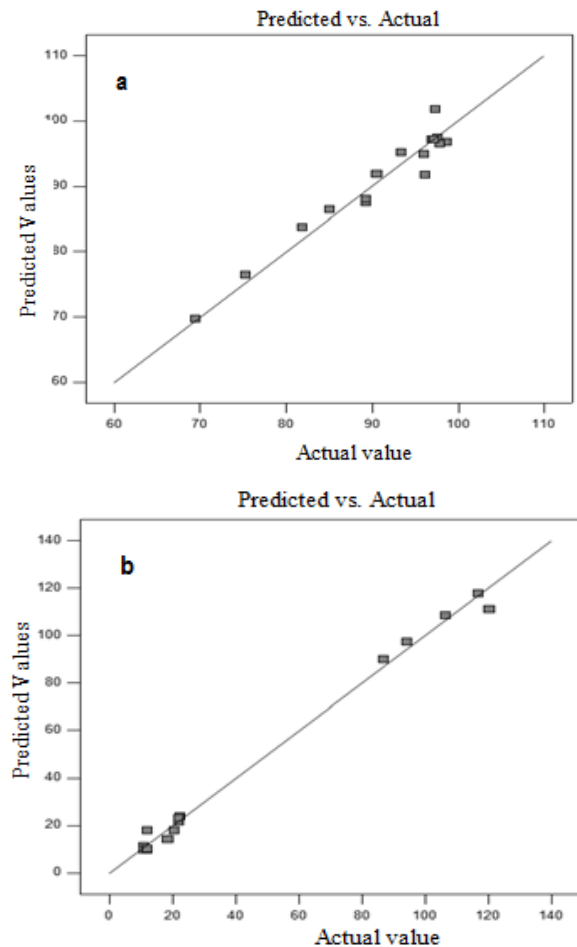 Predicted vs. Actual
a
Predicted Values
110
100
90
80
70
60
60 70 80 90 100 110
Actual value
Predicted vs. Actual
b
Predicted Values
140
120
100
80
60
40
20
0
0 20 40 60 80 100 120 140
Actual value